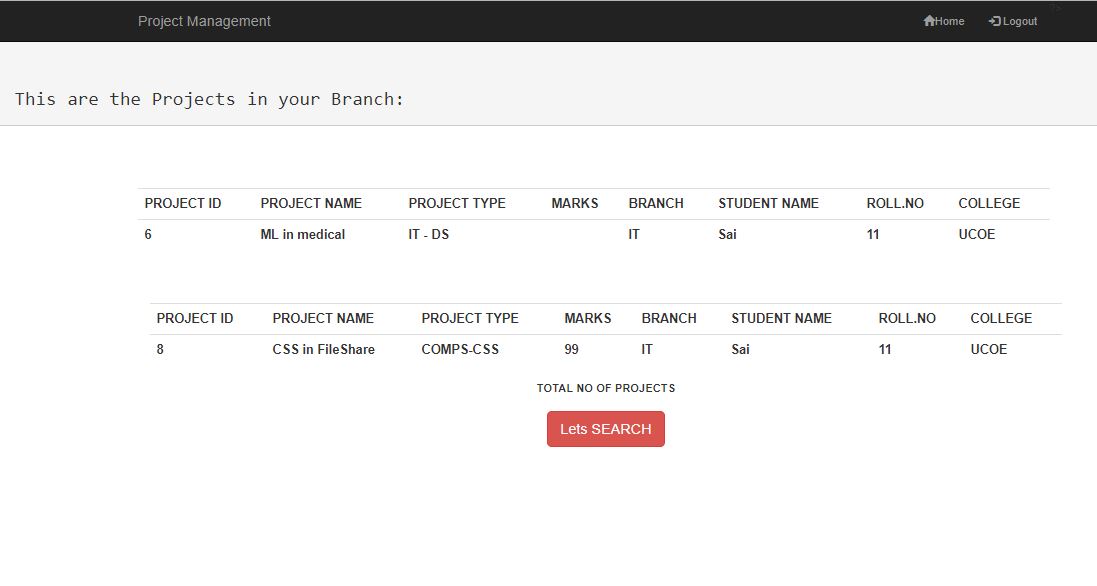 Project Management Home Logout ?>
This are the Projects in your Branch:
PROJECT ID PROJECT NAME PROJECT TYPE MARKS BRANCH STUDENT NAME ROLL.NO COLLEGE
6 ML in medical IT - DS IT Sai 11 UCOE
PROJECT ID PROJECT NAME PROJECT TYPE MARKS BRANCH STUDENT NAME ROLL.NO COLLEGE
8 CSS in FileShare COMPS-CSS 99 IT Sai 11 UCOE
TOTAL NO OF PROJECTS
Lets SEARCH